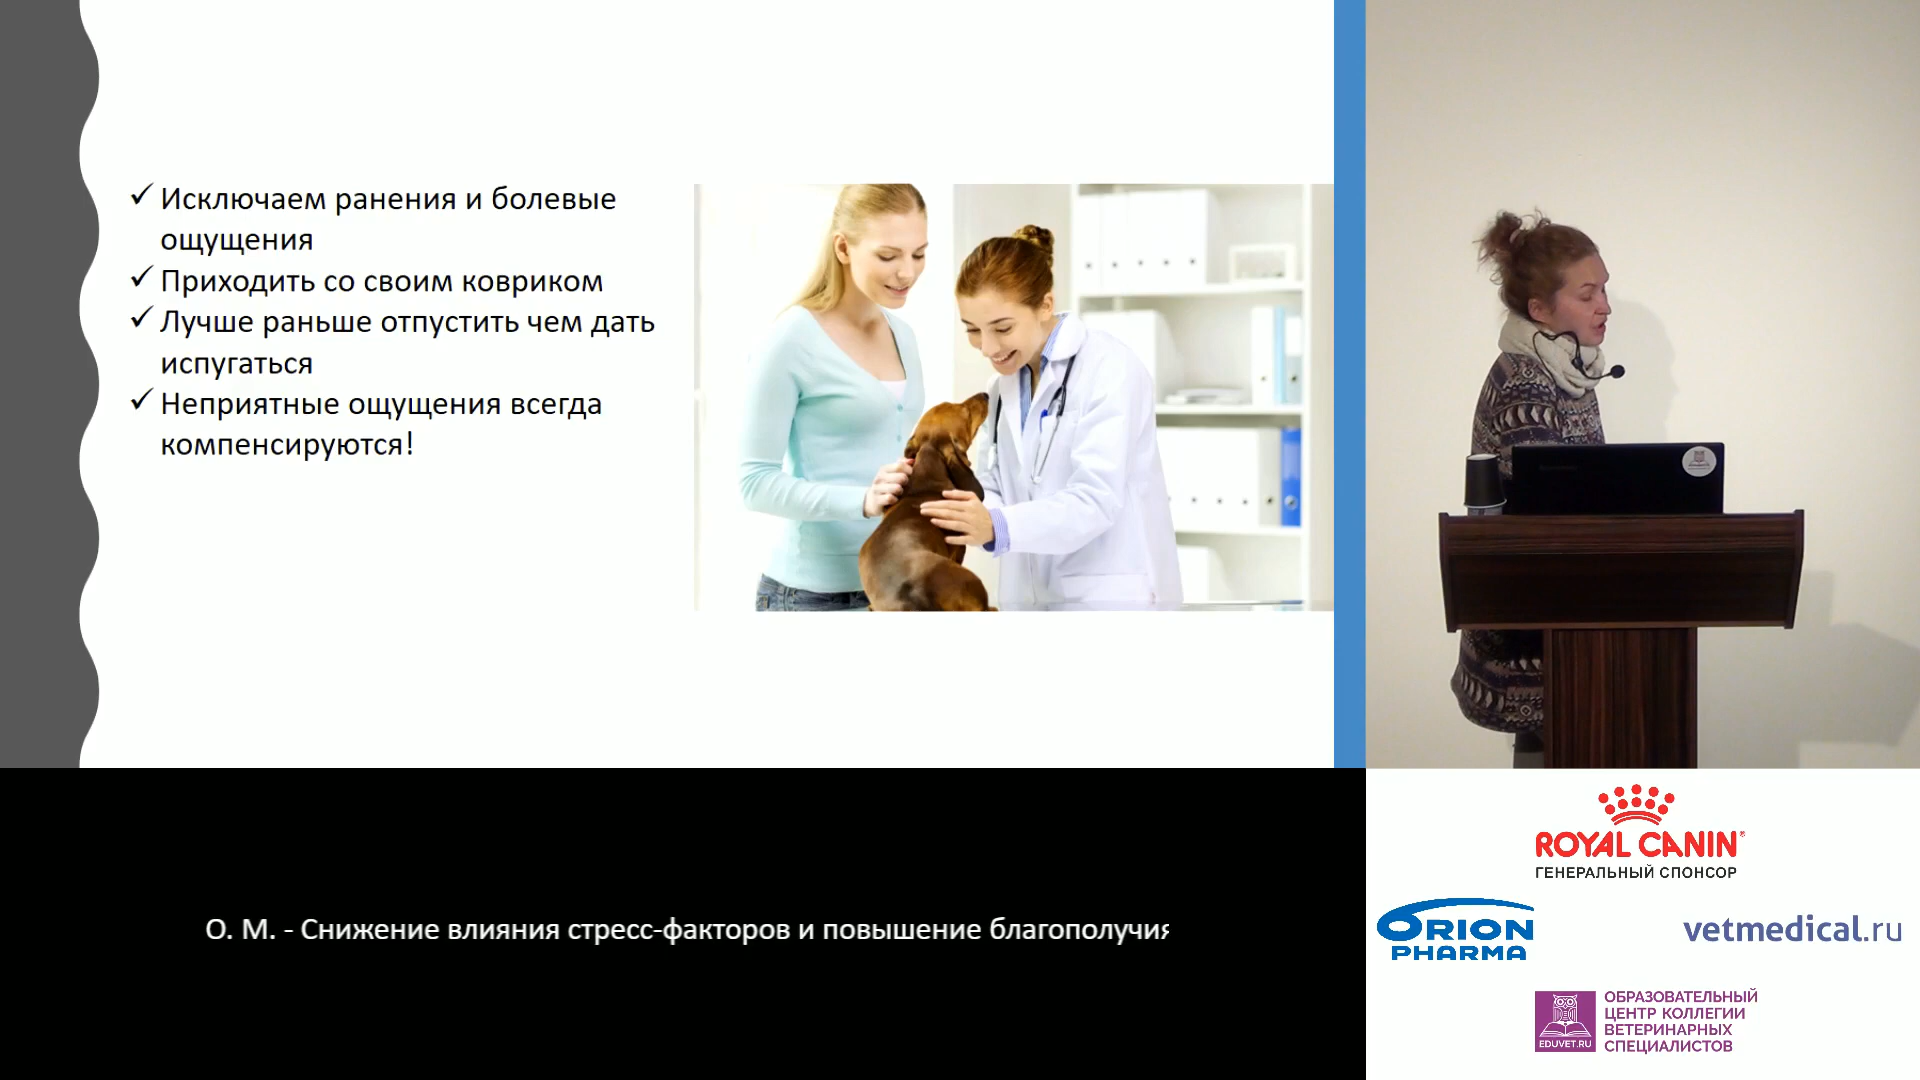 Исключаем ранения и болевые
ощущения
Приходить со своим ковриком
Лучше раньше отпустить чем дать
испугаться
Неприятные ощущения всегда
компенсируются!
О. М. - Снижение влияния стресс-факторов и повышение благополучия
ROYAL CANIN
ГЕНЕРАЛЬНЫЙ СПОНСОР
ORION
PHARMA
vetmedical.ru
EDUVET.RU
ОБРАЗОВАТЕЛЬНЫЙ
ЦЕНТР КОЛЛЕГИИ
ВЕТЕРИНАРНЫХ
СПЕЦИАЛИСТОВ